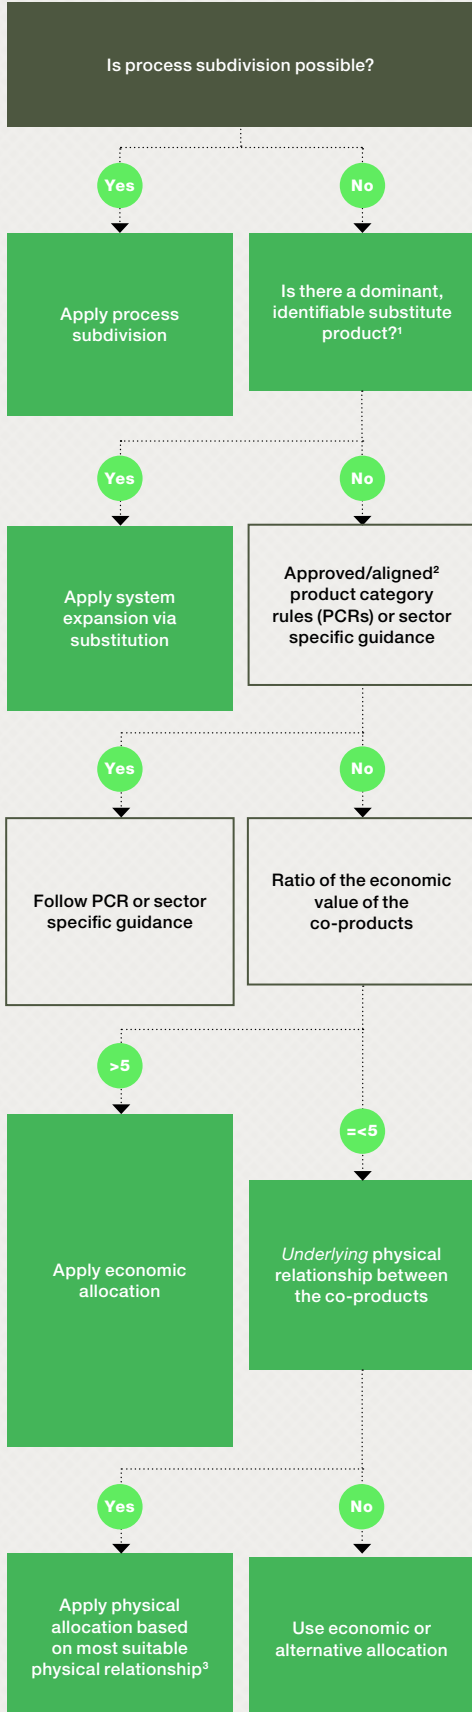 Is process subdivision possible?
Yes
No
Apply process
subdivision
Is there a dominant,
identifiable substitute
product?¹
Yes
No
Apply system
expansion via
substitution
Approved/aligned²
product category
rules (PCRs) or sector
specific guidance
Yes
No
Follow PCR or sector
specific guidance
Ratio of the economic
value of the
co-products
>5
=<5
Apply economic
allocation
Underlying physical
relationship between
the co-products
Yes
No
Apply physical
allocation based
on most suitable
physical relationship³
Use economic or
alternative allocation